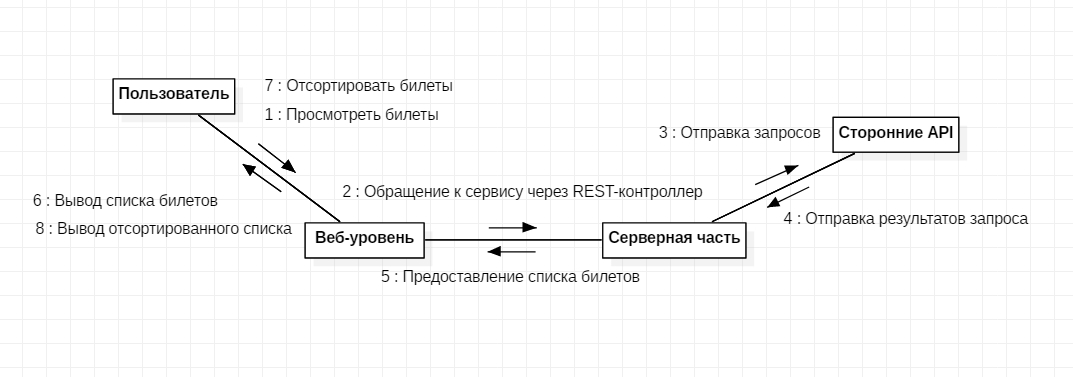 Пользователь
7 : Отсортировать билеты
1 : Просмотреть билеты
3 : Отправка запросов
Сторонние API
2 : Обращение к сервису через REST-контроллер
6 : Вывод списка билетов
8 : Вывод отсортированного списка
4 : Отправка результатов запроса
Веб-уровень
Серверная часть
5 : Предоставление списка билетов